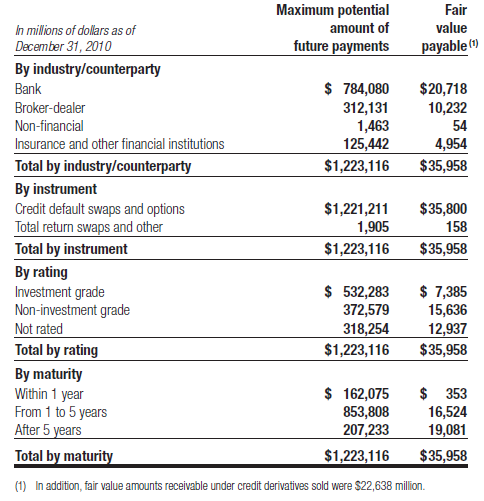 Maximum potential Fair
In millions of dollars as of amount of value
December 31, 2010 future payments payable (1)
By industry/counterparty
Bank $ 784,080 $20,718
Broker-dealer 312,131 10,232
Non-financial 1,463 54
Insurance and other financial institutions 125,442 4,954
Total by industry/counterparty $1,223,116 $35,958
By instrument
Credit default swaps and options $1,221,211 $35,800
Total return swaps and other 1,905 158
Total by instrument $1,223,116 $35,958
By rating
Investment grade $ 532,283 $ 7,385
Non-investment grade 372,579 15,636
Not rated 318,254 12,937
Total by rating $1,223,116 $35,958
By maturity
Within 1 year $ 162,075 $ 353
From 1 to 5 years 853,808 16,524
After 5 years 207,233 19,081
Total by maturity $1,223,116 $35,958
(1) In addition, fair value amounts receivable under credit derivatives sold were $22,638 million.